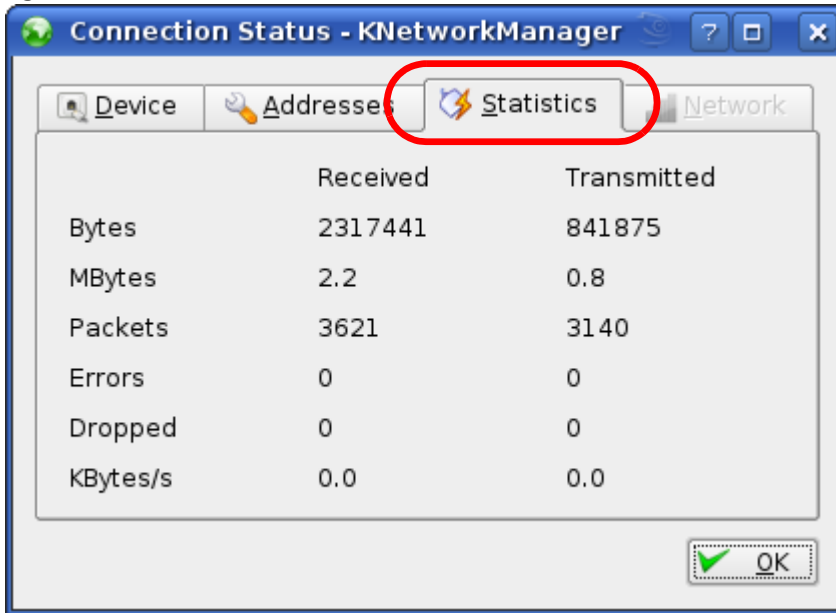 Connection Status - KNetworkManager
Device Addresses Statistics Network
Received Transmitted
Bytes 2317441 841875
MBytes 2.2 0.8
Packets 3621 3140
Errors 0 0
Dropped 0 0
KBytes/s 0.0 0.0
OK